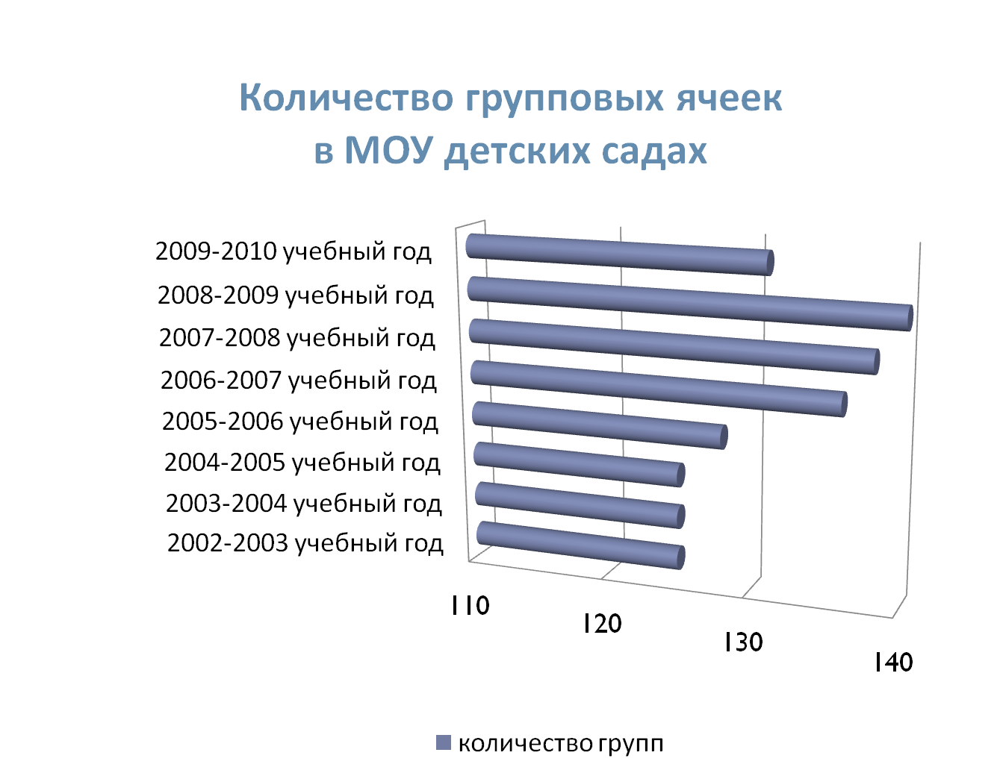 Количество групповых ячеек
в МОУ детских садах
2009-2010 учебный год
2008-2009 учебный год
2007-2008 учебный год
2006-2007 учебный год
2005-2006 учебный год
2004-2005 учебный год
2003-2004 учебный год
2002-2003 учебный год
110
120
130
140
количество групп